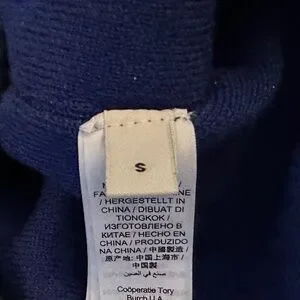 S
/ HERGESTELLT IN
CHINA / DIBUAT DI
TIONGKOK /
ИЗГОТОВЛЕНО В
КИТАЕ / HECHO EN
CHINA / PRODUZIDO
NA CHINA / 中國製造 /
原产地: 中国上海市 /
中国製
صنع في الصين
Coöperatie Tory
Burch U.A.